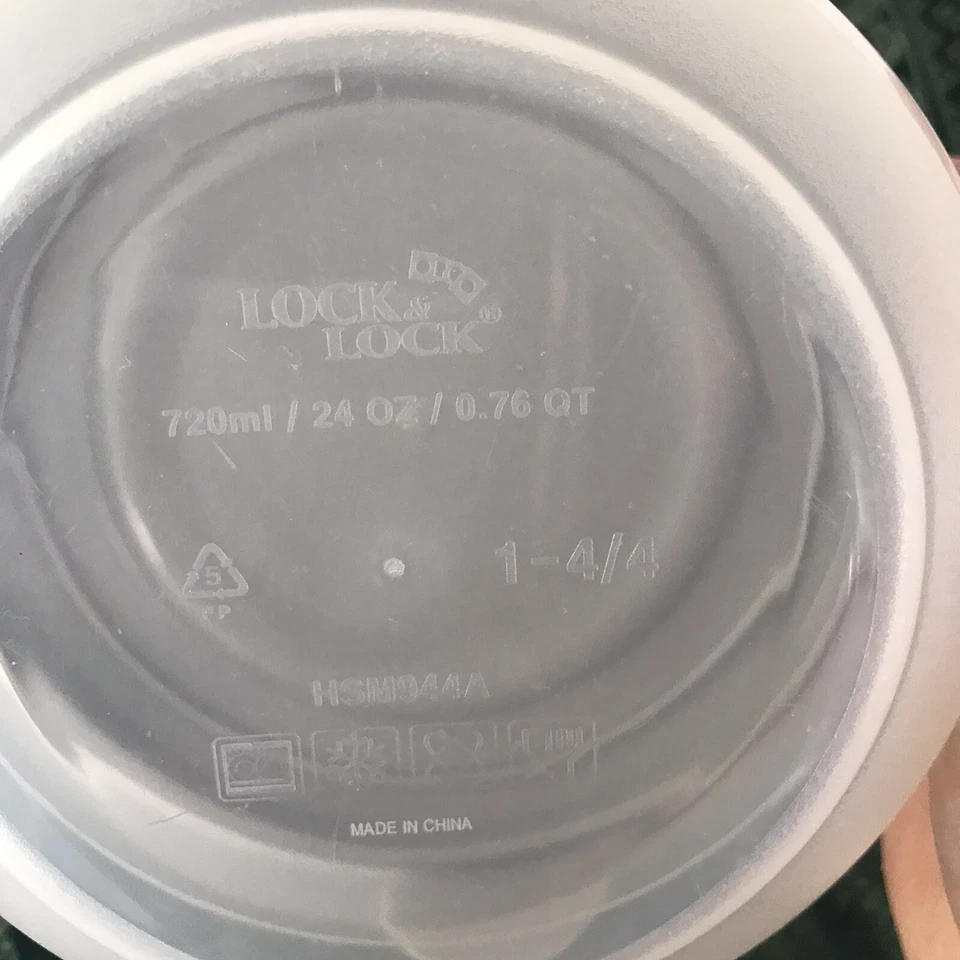 LOCK &
LOCK ®
720ml / 24 OZ / 0.76 QT
5
PP
1-4/4
HSM944A
MADE IN CHINA